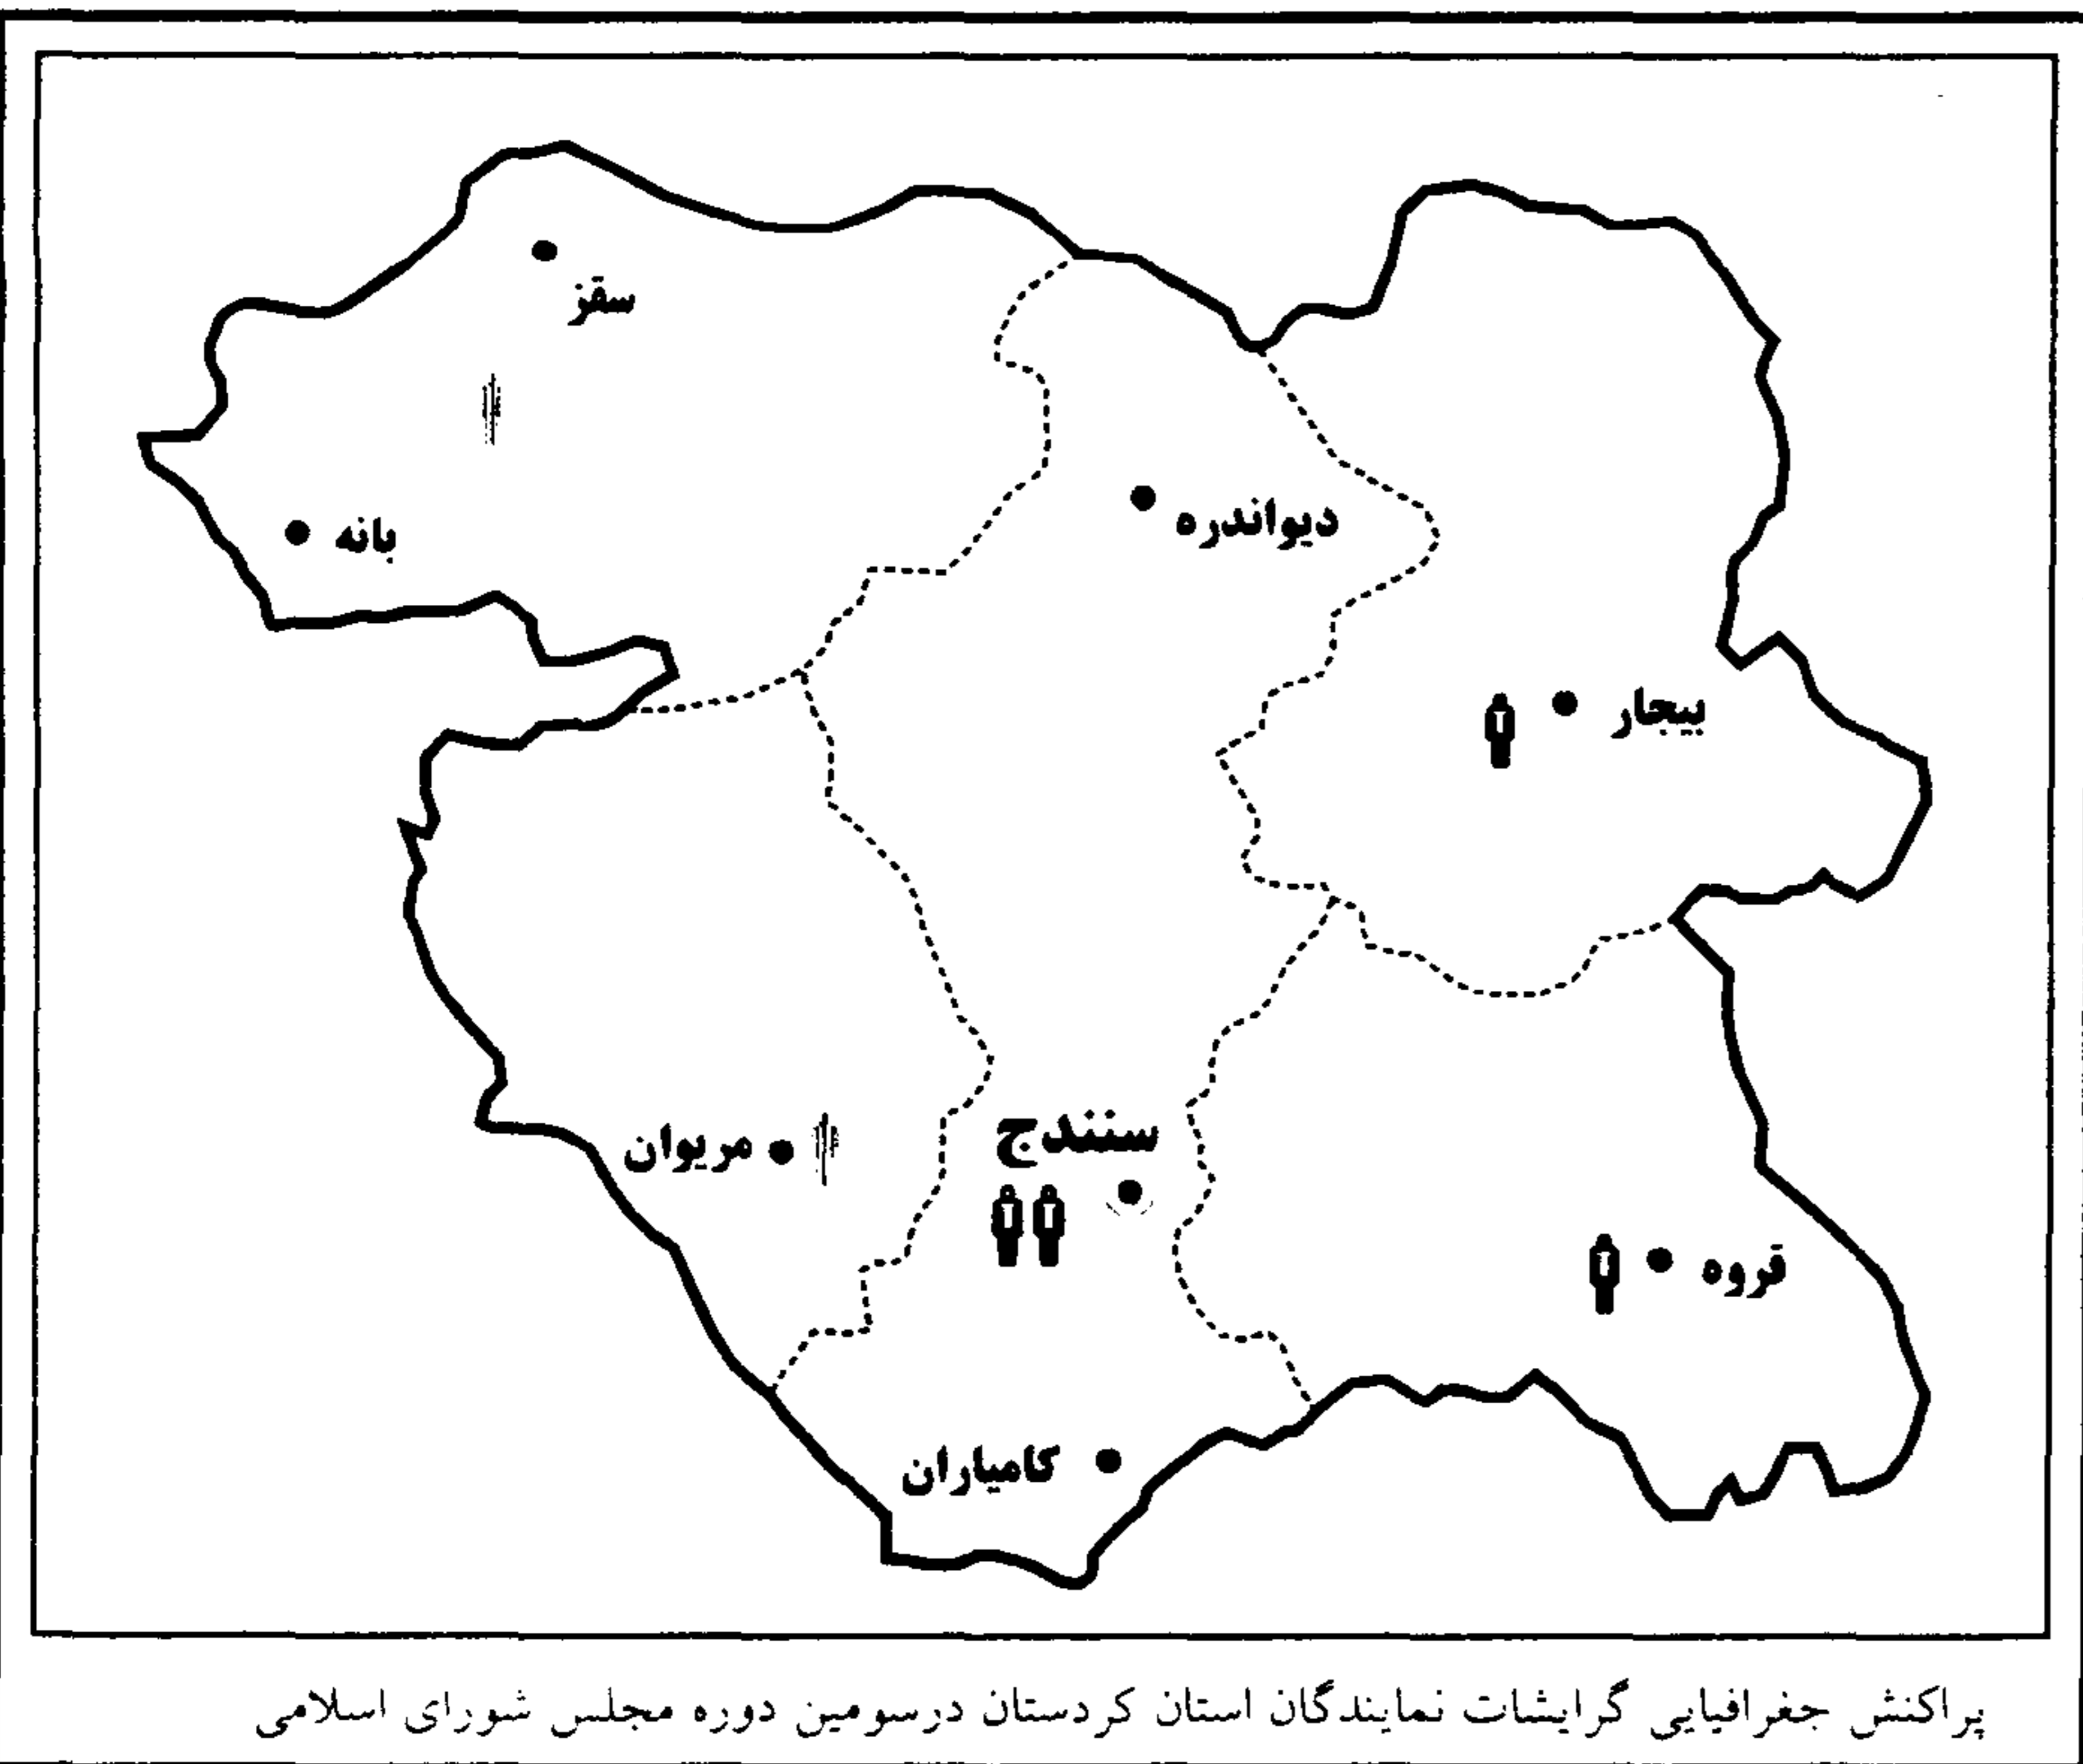 سقز
بانه
دیواندره
بیجار
مریوان
سنندج
قروه
کامیاران
پراکنش جغرافیایی گرایشات نمایندگان استان کردستان درسومین دوره مجلس شورای اسلامی